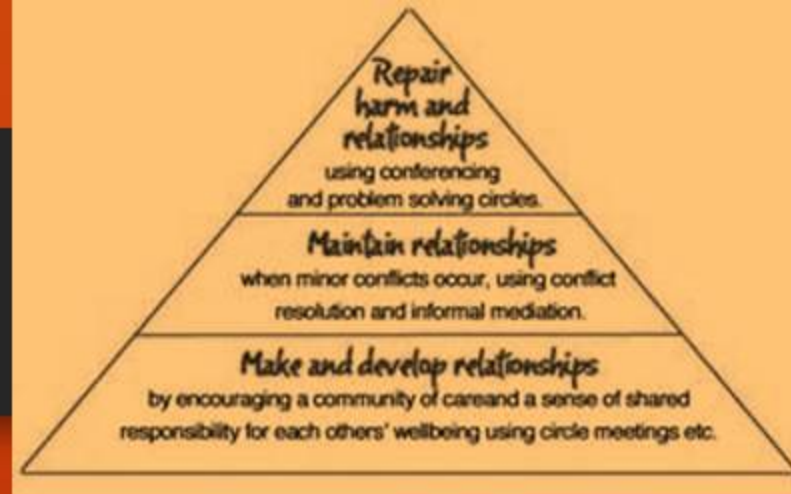 Repair
harm and
relationships
using conferencing
and problem solving circles.
Maintain relationships
when minor conflicts occur, using conflict
resolution and informal mediation.
Make and develop relationships
by encouraging a community of careand a sense of shared
responsibility for each others' wellbeing using circle meetings etc.